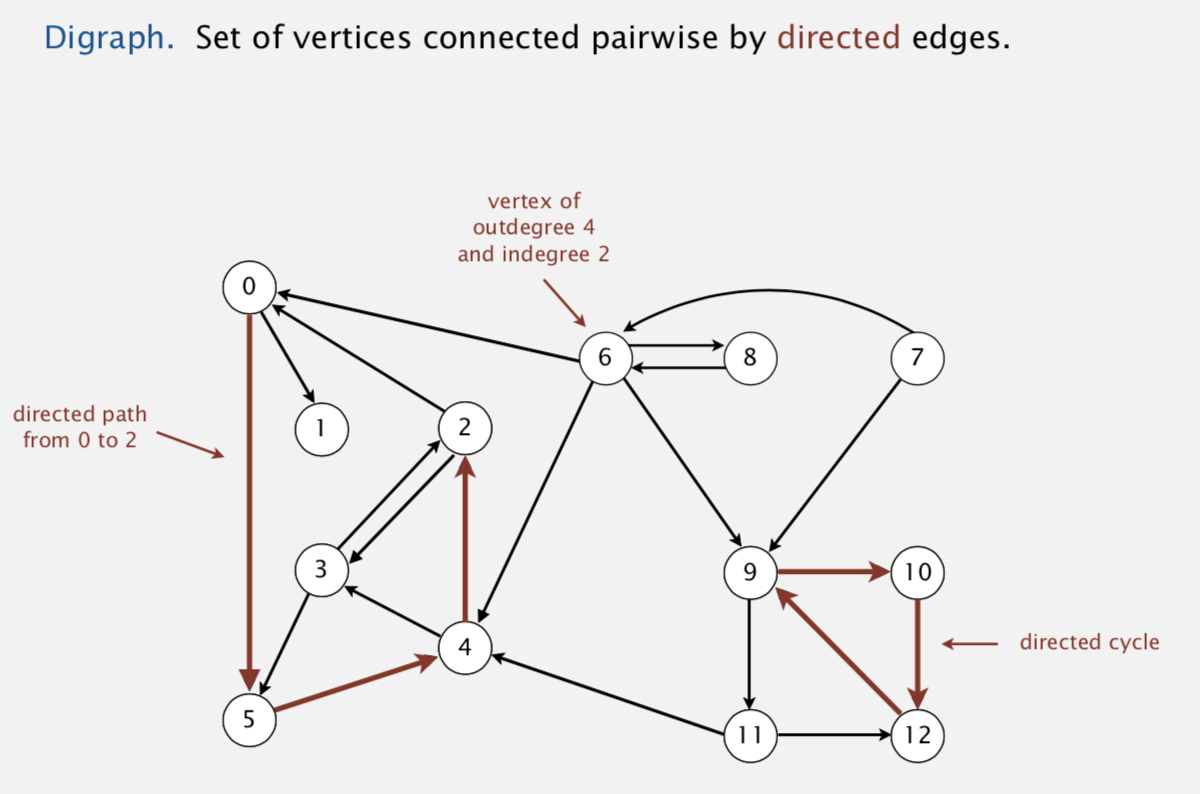 Digraph. Set of vertices connected pairwise by directed edges.
vertex of
outdegree 4
and indegree 2
0
6
8
7
directed path
from 0 to 2
1
2
3
9
10
4
directed cycle
5
11
12